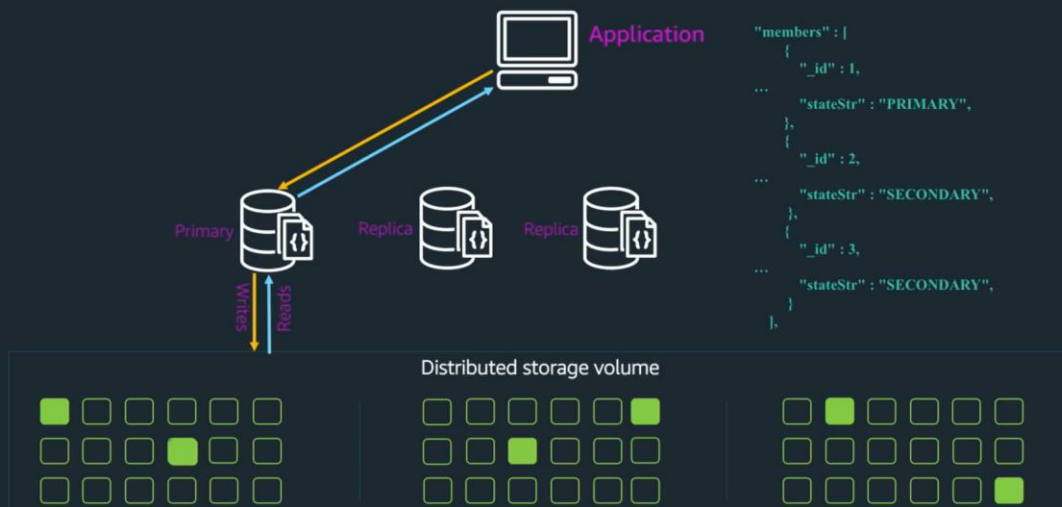 Application
Primary
Replica
Replica
Writes
Reads
"members" : [
{
"_id" : 1,
...
"stateStr" : "PRIMARY",
},
{
"_id" : 2,
...
"stateStr" : "SECONDARY",
},
{
"_id" : 3,
...
"stateStr" : "SECONDARY",
}
],
Distributed storage volume